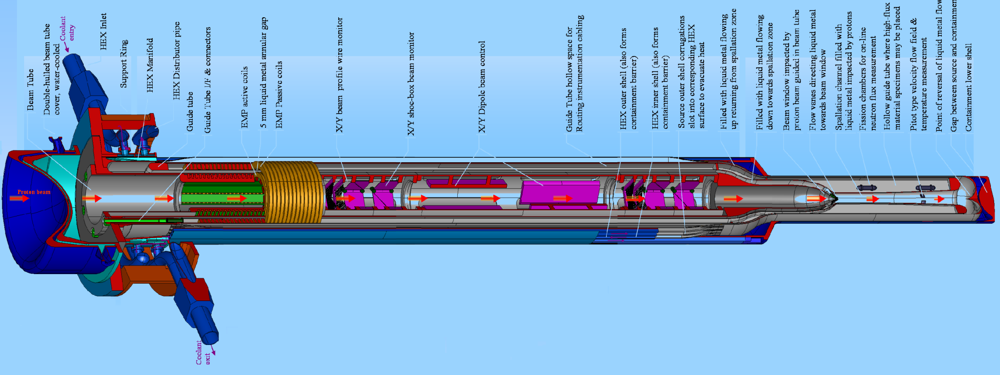 Beam Tube
Double-hulled beam tube
cover, water-cooled
Coolant
entry
HEX Inlet
Support Ring
HEX Manifold
HEX Distributor pipe
Guide tube
Guide Tube I/F & connectors
EMP active coils
5 mm liquid metal annular gap
EMP Passive coils
X/Y beam profile wire monitor
X/Y shoe-box beam monitor
X/Y Dipole beam control
Guide Tube hollow space for
Routing instrumentation cabling
HEX outer shell (also forms
containment barrier)
HEX inner shell (also forms
containment barrier)
Source outer shell corrugations
slot into corresponding HEX
surface to evacuate heat
Filled with liquid metal flowing
up returning from spallation zone
Filled with liquid metal flowing
down towards spallation zone
Beam window impacted by
proton beam guided in beam tube
Flow vanes directing liquid metal
towards beam window
Spallation channel filled with
liquid metal impacted by protons
Fission chambers for on-line
neutron flux measurement
Hollow guide tube where high-flux
material specimens may be placed
Pitot type velocity flow field &
temperature measurement
Point of reversal of liquid metal flow
Gap between source and containmen
Containment lower shell
Proton beam
Coolant
exit